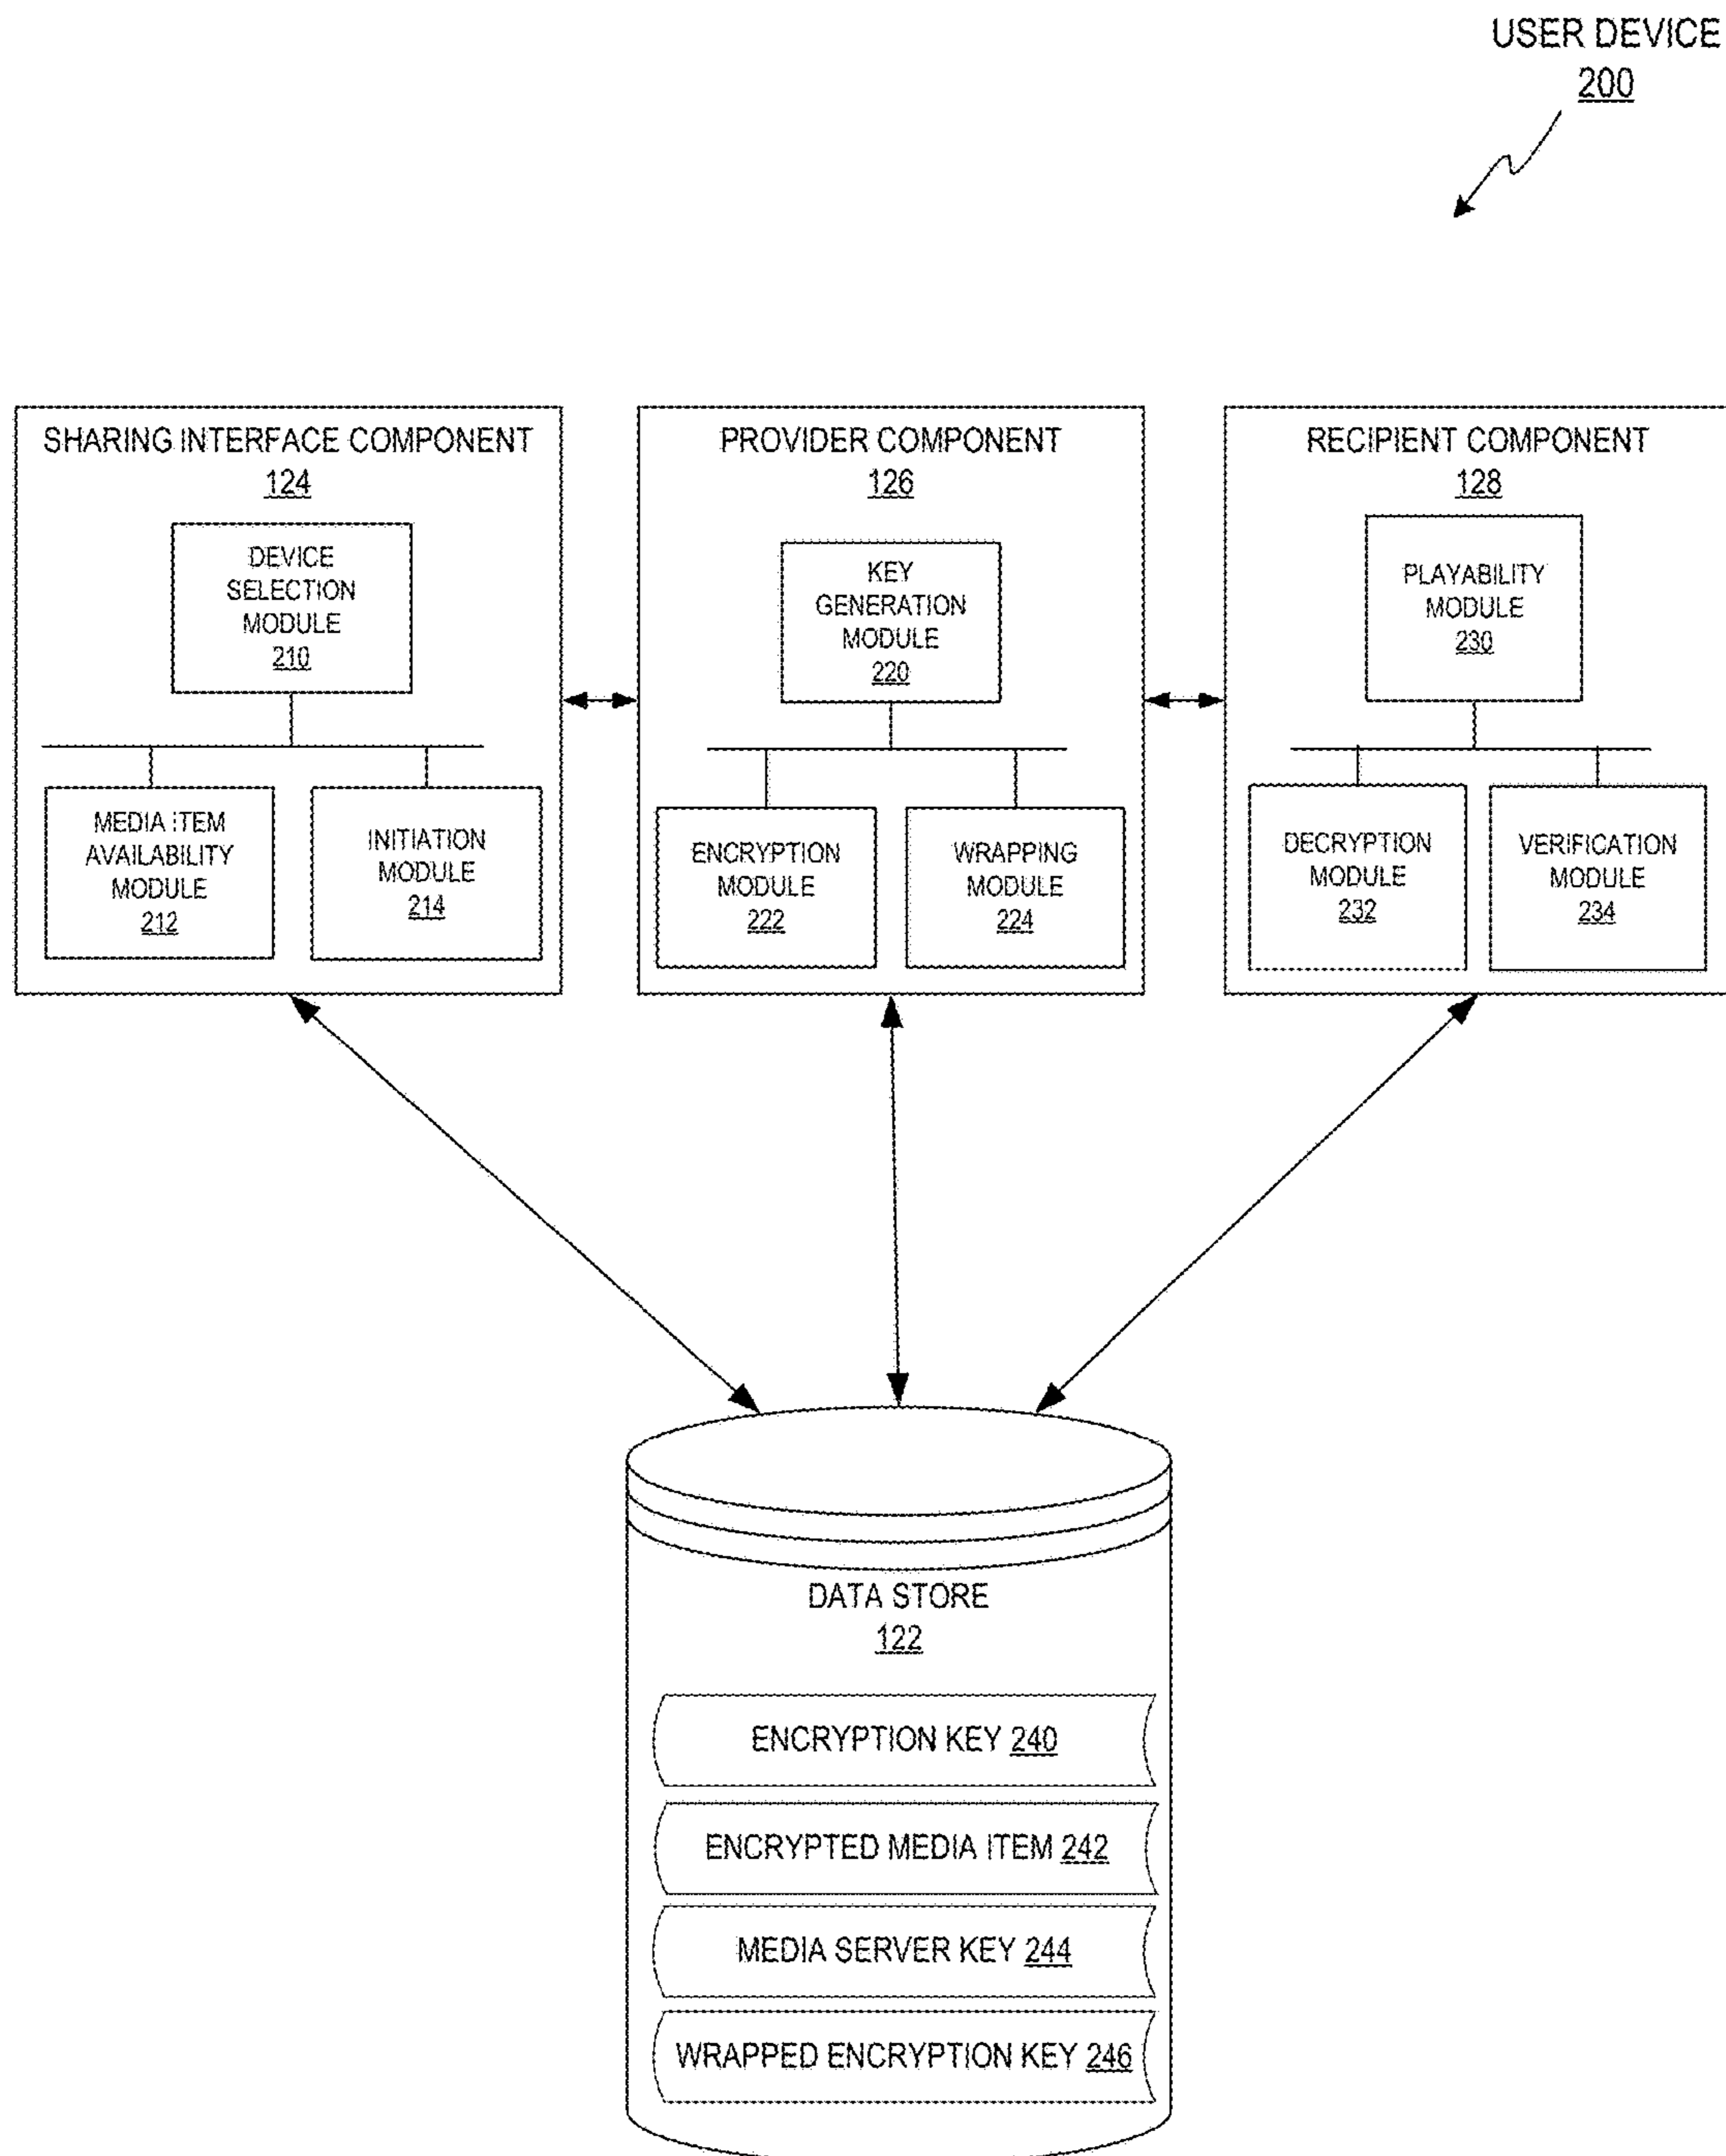 USER DEVICE
200
SHARING INTERFACE COMPONENT
124
DEVICE
SELECTION
MODULE
210
MEDIA ITEM
AVAILABILITY
MODULE
212
INITIATION
MODULE
214
PROVIDER COMPONENT
126
KEY
GENERATION
MODULE
220
ENCRYPTION
MODULE
222
WRAPPING
MODULE
224
RECIPIENT COMPONENT
128
PLAYABILITY
MODULE
230
DECRYPTION
MODULE
232
VERIFICATION
MODULE
234
DATA STORE
122
ENCRYPTION KEY 240
ENCRYPTED MEDIA ITEM 242
MEDIA SERVER KEY 244
WRAPPED ENCRYPTION KEY 246